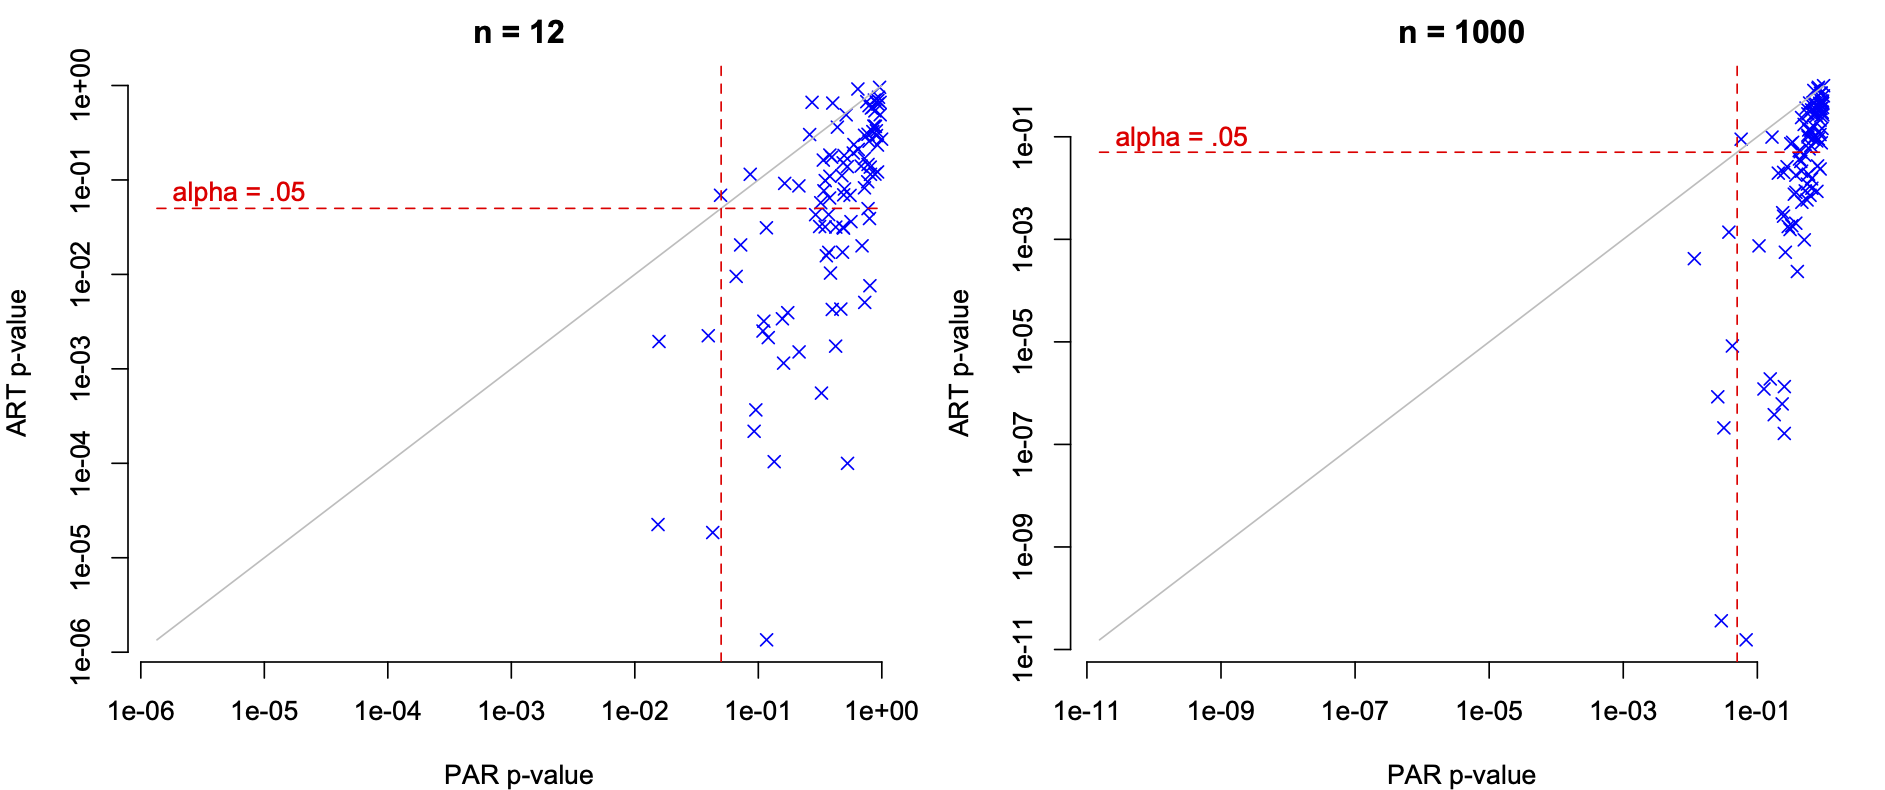 n = 12
1e+00
1e-01
1e-02
1e-03
1e-04
1e-05
1e-06
ART p-value
alpha = .05
1e-06 1e-05 1e-04 1e-03 1e-02 1e-01 1e+00
PAR p-value
n = 1000
1e-01
1e-03
1e-05
1e-07
1e-09
1e-11
ART p-value
alpha = .05
1e-11 1e-09 1e-07 1e-05 1e-03 1e-01
PAR p-value